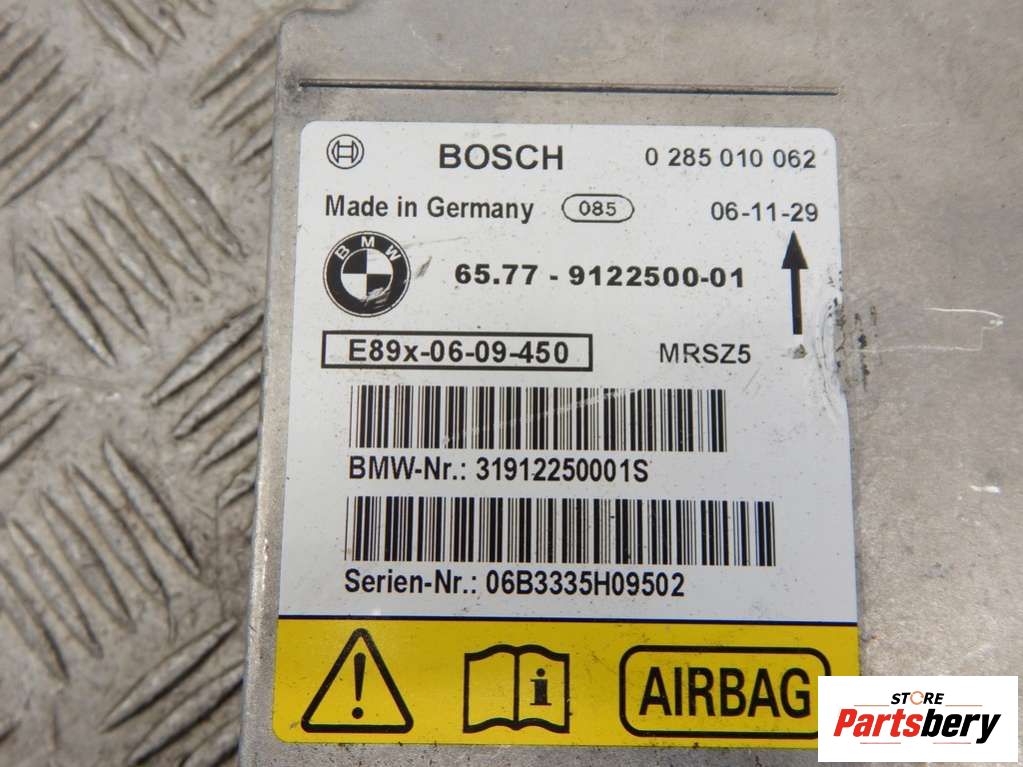 BOSCH 0 285 010 062
Made in Germany 085 06-11-29
BMW 65.77 - 9122500-01
E89x-06-09-450 MRSZ5
BMW-Nr.: 31912250001S
Serien-Nr.: 06B3335H09502
i AIRBAG
STORE
Partsbery